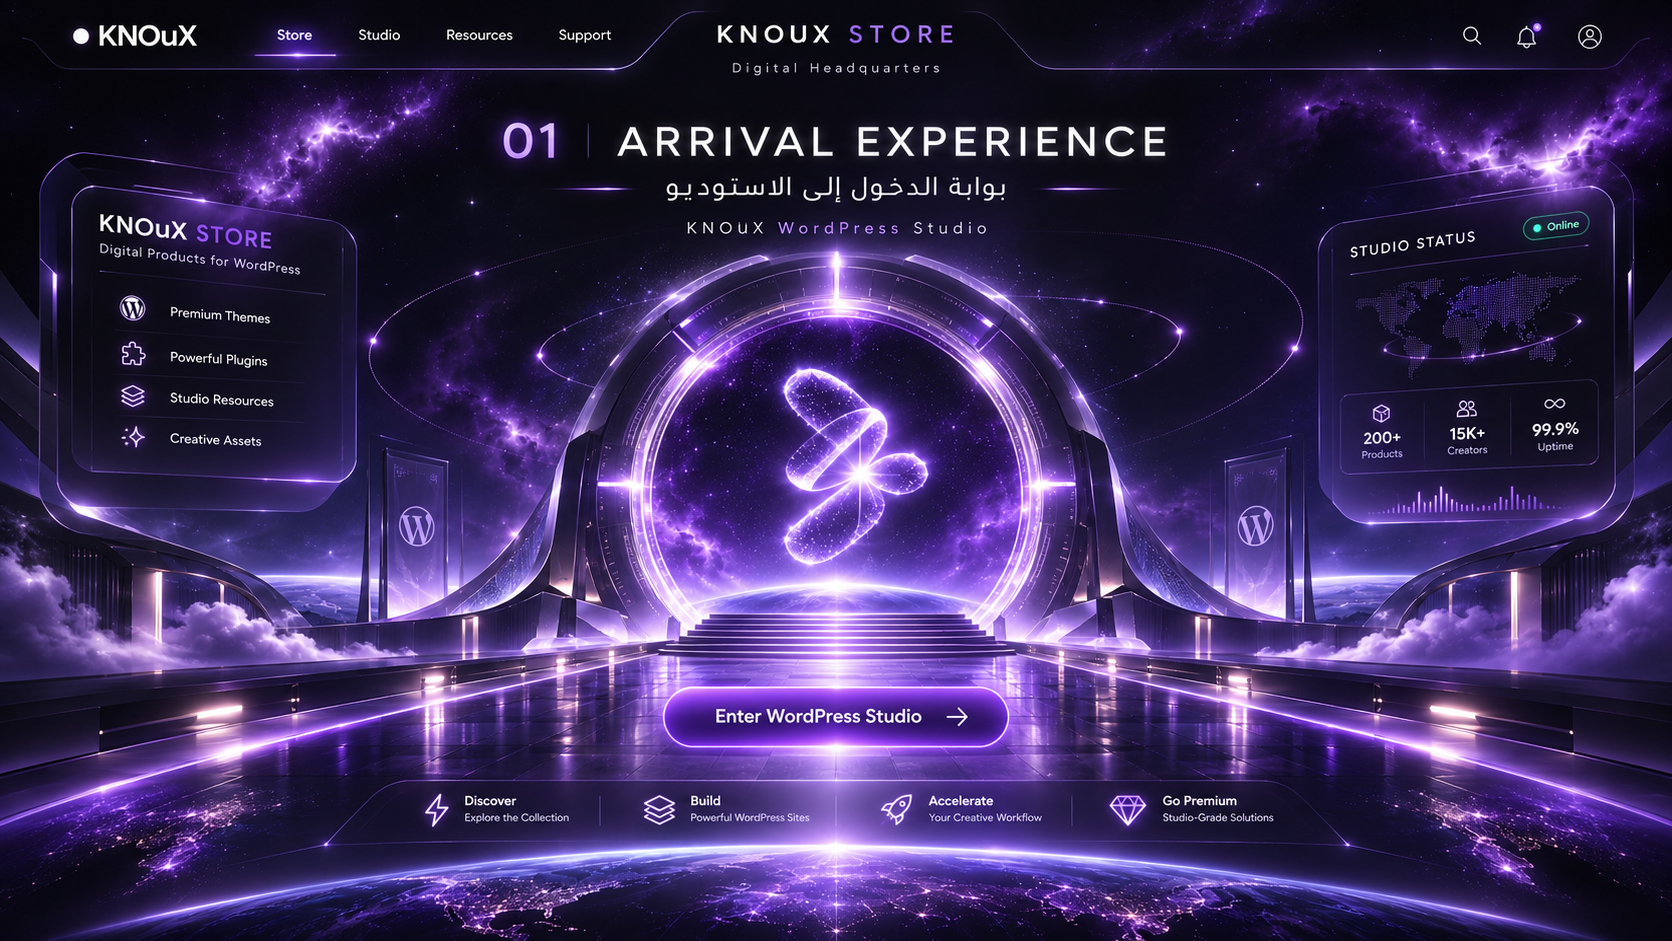 KNOuX
Store
Studio
Resources
Support
KNOUX STORE
Digital Headquarters
01
ARRIVAL EXPERIENCE
بوابة الدخول إلى الاستوديو
KNOuX WordPress Studio
KNOuX STORE
Digital Products for WordPress
Premium Themes
Powerful Plugins
Studio Resources
Creative Assets
STUDIO STATUS
Online
200+
Products
15K+
Creators
99.9%
Uptime
Enter WordPress Studio
Discover
Explore the Collection
Build
Powerful WordPress Sites
Accelerate
Your Creative Workflow
Go Premium
Studio-Grade Solutions